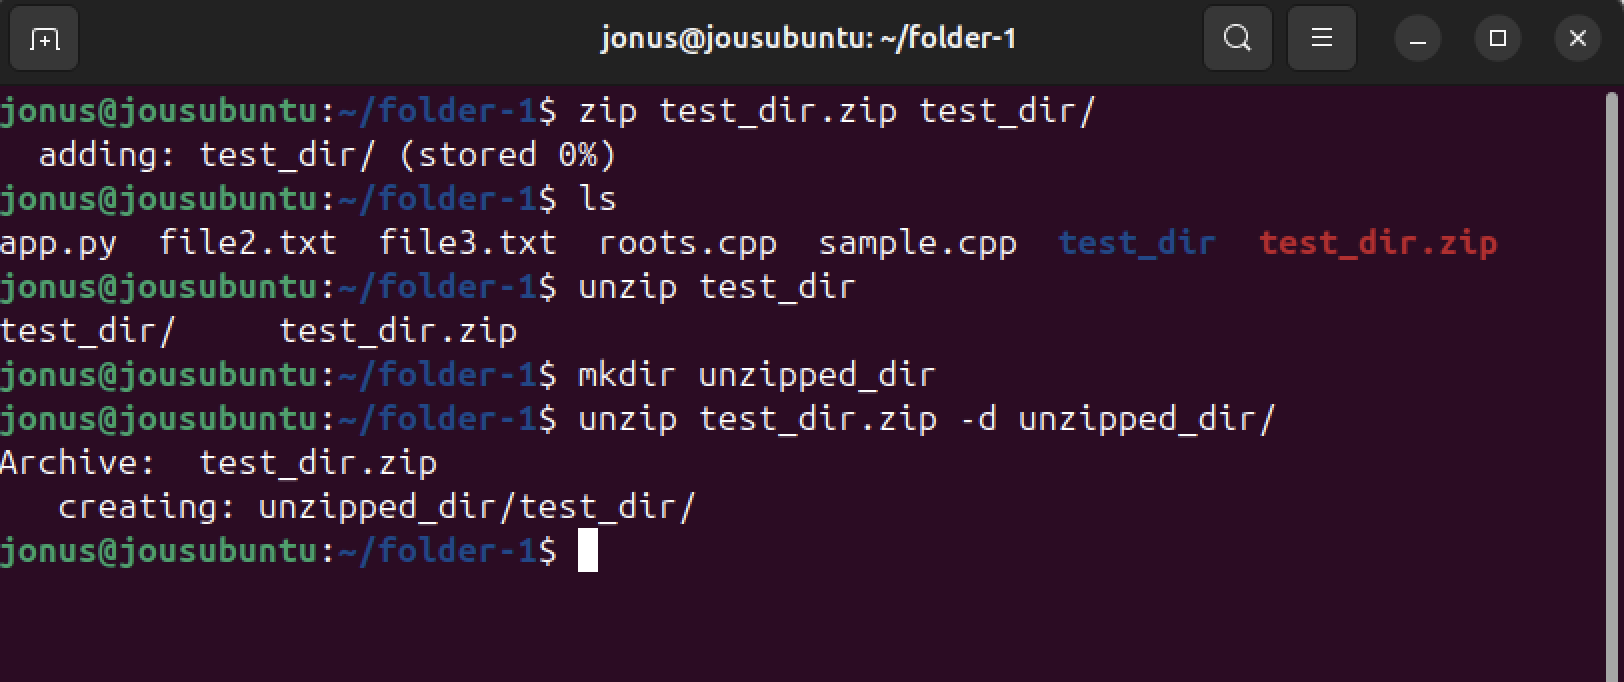 jonus@jousubuntu: ~/folder-1
jonus@jousubuntu:~/folder-1$ zip test_dir.zip test_dir/
  adding: test_dir/ (stored 0%)
jonus@jousubuntu:~/folder-1$ ls
app.py  file2.txt  file3.txt  roots.cpp  sample.cpp  test_dir  test_dir.zip
jonus@jousubuntu:~/folder-1$ unzip test_dir
test_dir/     test_dir.zip
jonus@jousubuntu:~/folder-1$ mkdir unzipped_dir
jonus@jousubuntu:~/folder-1$ unzip test_dir.zip -d unzipped_dir/
Archive:  test_dir.zip
   creating: unzipped_dir/test_dir/
jonus@jousubuntu:~/folder-1$